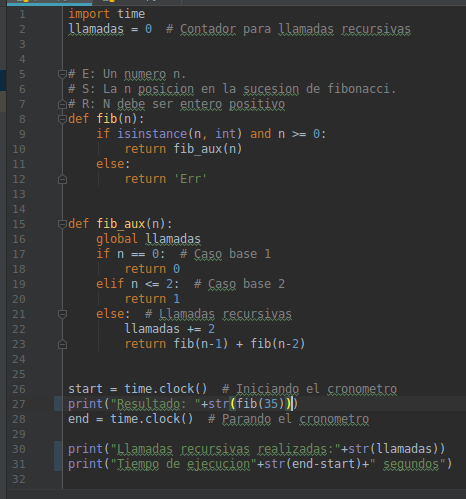 1 import time
2 llamadas = 0  # Contador para llamadas recursivas
3
4
5 # E: Un numero n.
6 # S: La n posicion en la sucesion de fibonacci.
7 # R: N debe ser entero positivo
8 def fib(n):
9     if isinstance(n, int) and n >= 0:
10         return fib_aux(n)
11     else:
12         return 'Err'
13
14
15 def fib_aux(n):
16     global llamadas
17     if n == 0:  # Caso base 1
18         return 0
19     elif n <= 2:  # Caso base 2
20         return 1
21     else:  # Llamadas recursivas
22         llamadas += 2
23         return fib(n-1) + fib(n-2)
24
25
26 start = time.clock()  # Iniciando el cronometro
27 print("Resultado: "+str(fib(35)))
28 end = time.clock()  # Parando el cronometro
29
30 print("Llamadas recursivas realizadas:"+str(llamadas))
31 print("Tiempo de ejecucion"+str(end-start)+" segundos")
32